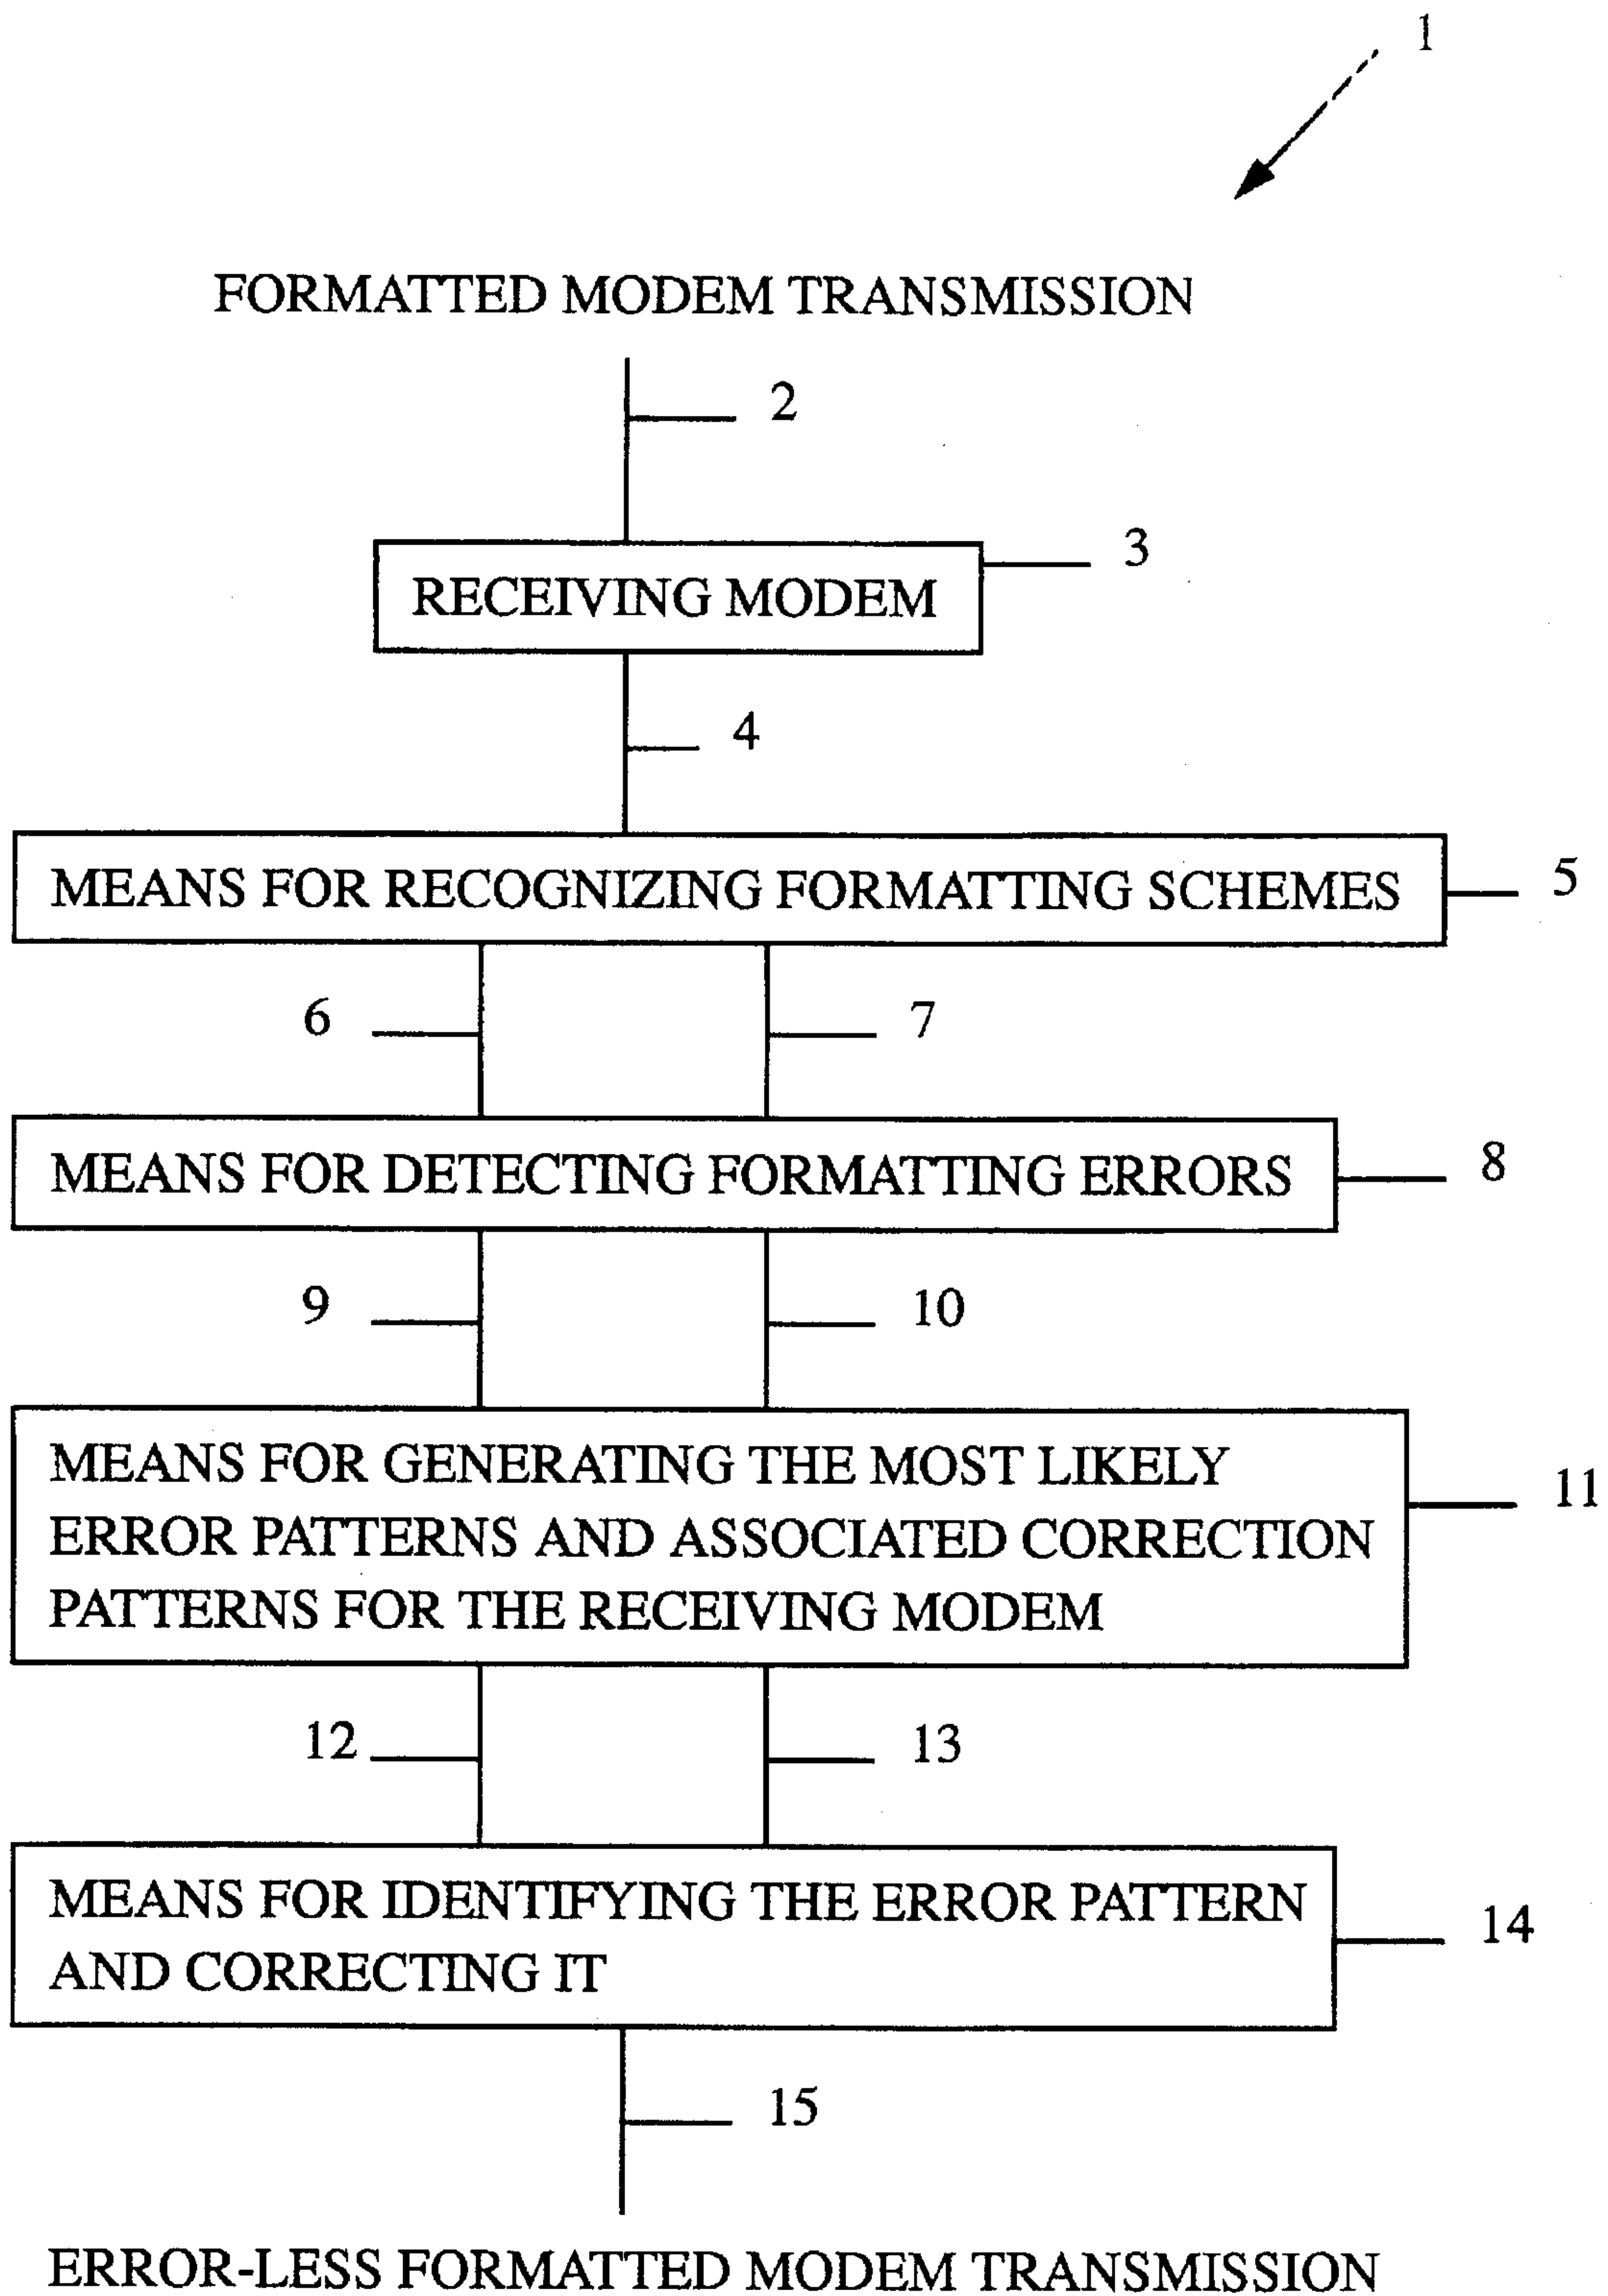 1
FORMATTED MODEM TRANSMISSION
2
3
RECEIVING MODEM
4
MEANS FOR RECOGNIZING FORMATTING SCHEMES
5
6
7
MEANS FOR DETECTING FORMATTING ERRORS
8
9
10
MEANS FOR GENERATING THE MOST LIKELY
ERROR PATTERNS AND ASSOCIATED CORRECTION
PATTERNS FOR THE RECEIVING MODEM
11
12
13
MEANS FOR IDENTIFYING THE ERROR PATTERN
AND CORRECTING IT
14
15
ERROR-LESS FORMATTED MODEM TRANSMISSION